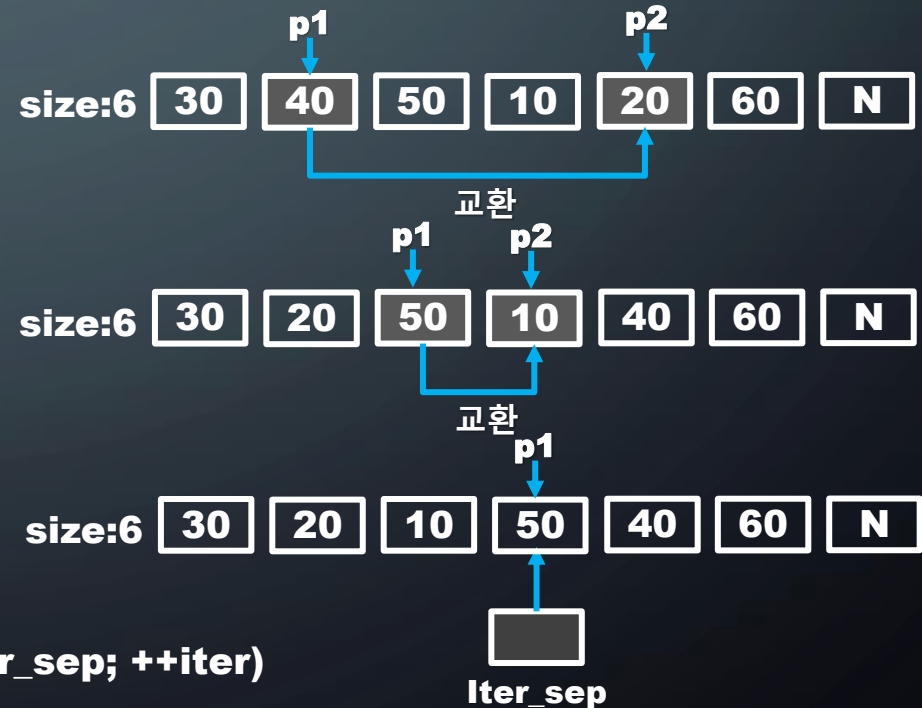 p1 p2
size:6 30 40 50 10 20 60 N
교환
p1 p2
size:6 30 20 50 10 40 60 N
교환
p1
size:6 30 20 10 50 40 60 N
r_sep; ++iter)
Iter_sep